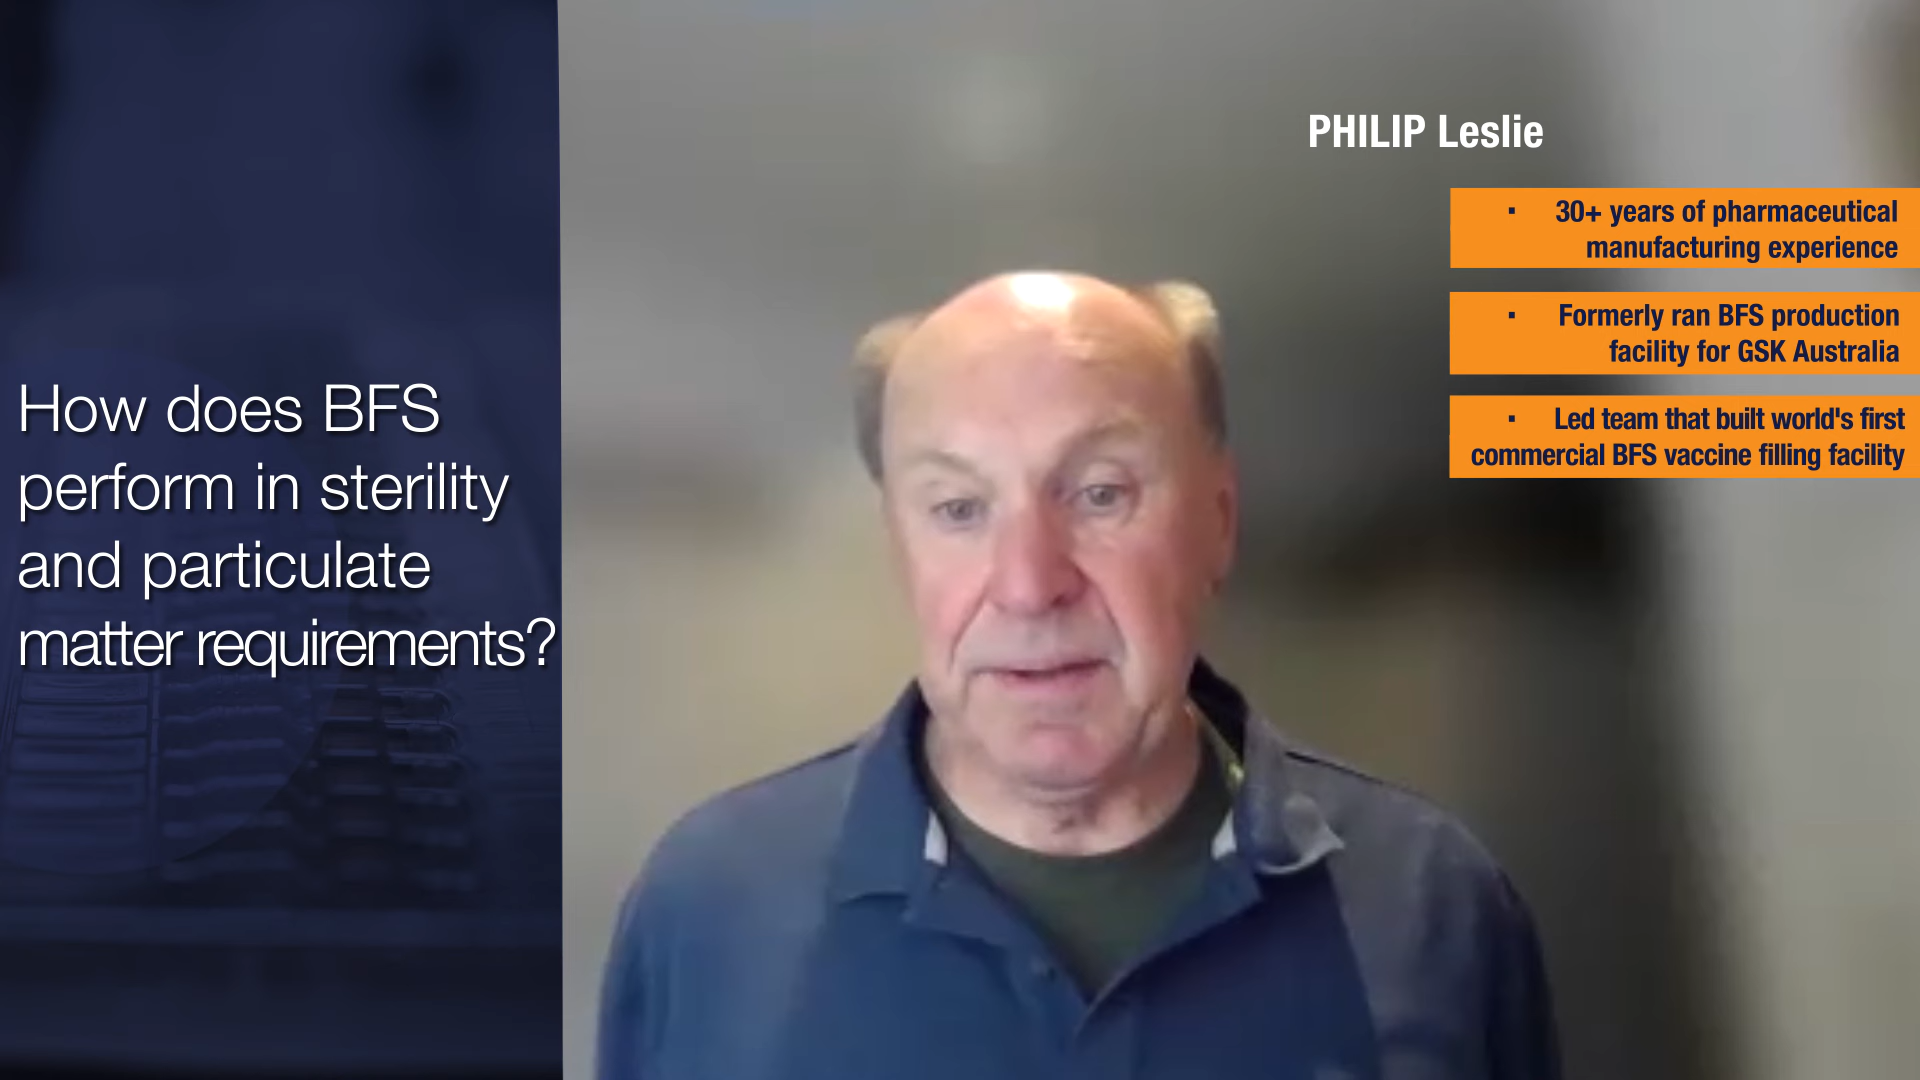 How does BFS
perform in sterility
and particulate
matter requirements?
PHILIP Leslie
▪ 30+ years of pharmaceutical
manufacturing experience
▪ Formerly ran BFS production
facility for GSK Australia
▪ Led team that built world's first
commercial BFS vaccine filling facility